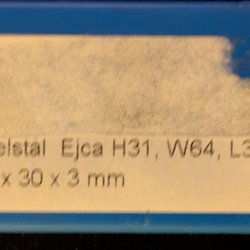 elstal Ejca H31, W64, L3
x 30 x 3 mm